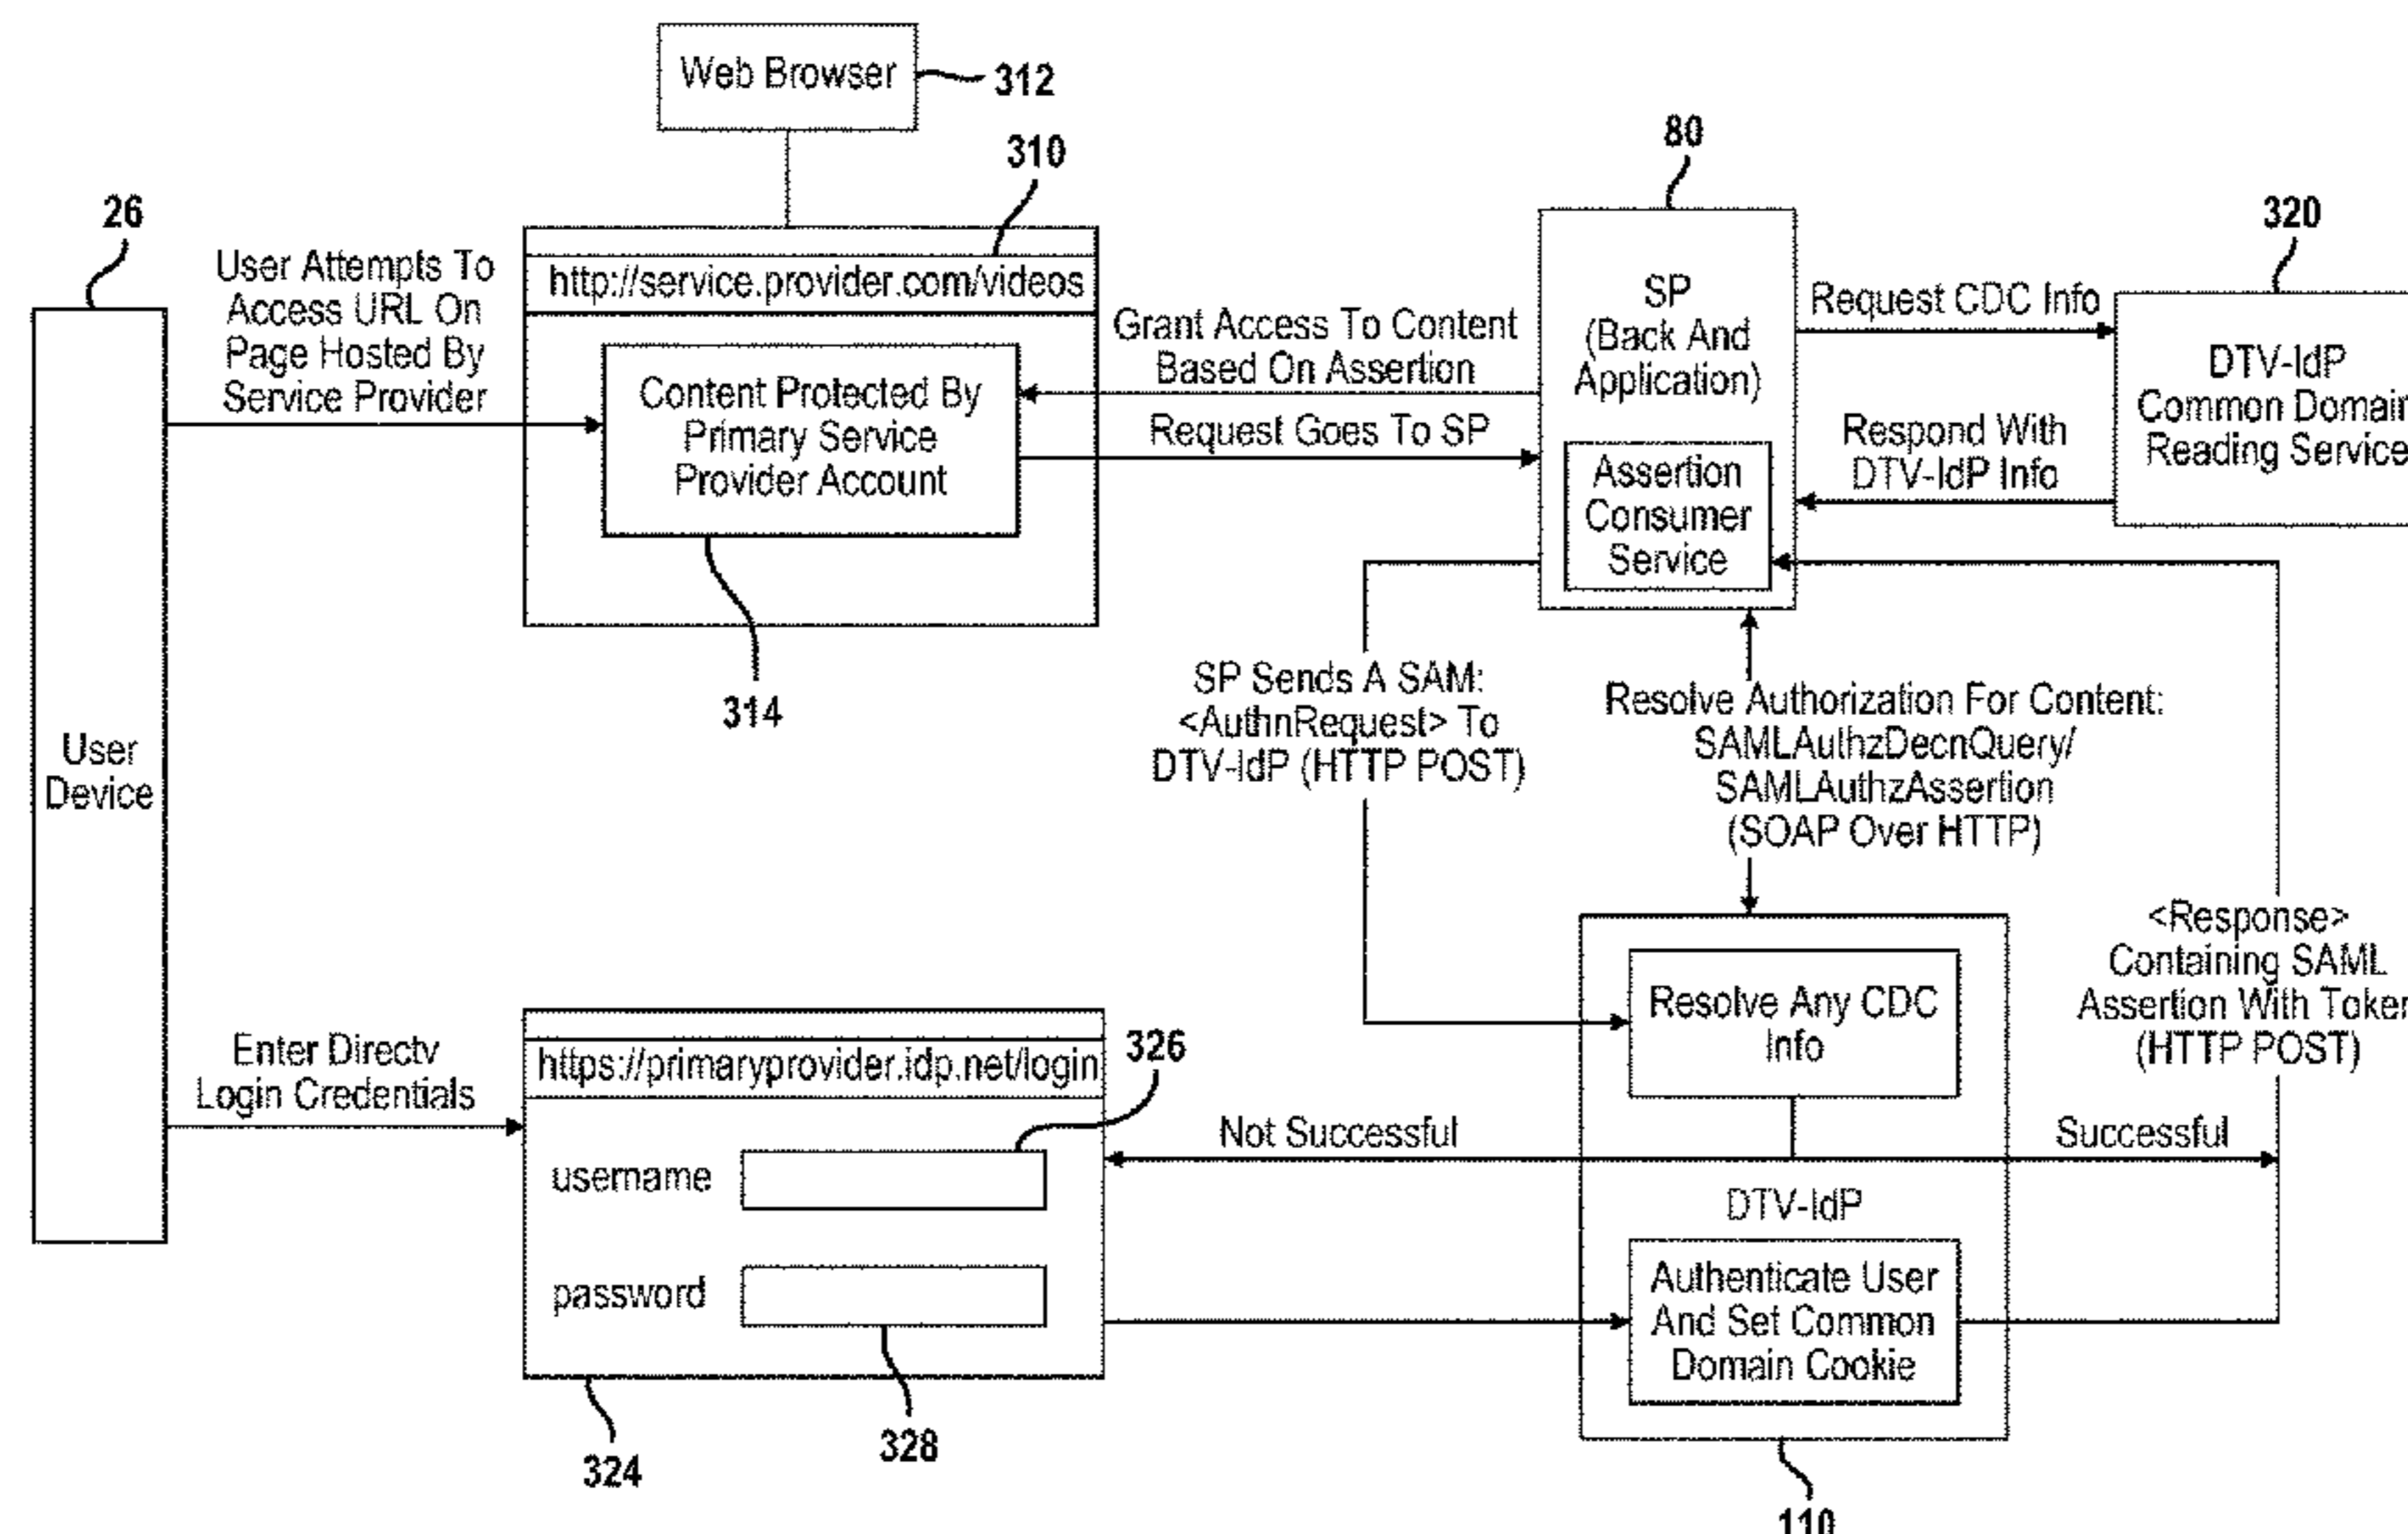 Web Browser
312
310
80
320
26
User Attempts To
Access URL On
Page Hosted By
Service Provider
http://service.provider.com/videos
Content Protected By
Primary Service
Provider Account
314
Grant Access To Content
Based On Assertion
Request Goes To SP
SP
(Back And
Application)
Assertion
Consumer
Service
Request CDC Info
Respond With
DTV-IdP Info
DTV-IdP
Common Domain
Reading Service
User
Device
SP Sends A SAM:
<AuthnRequest> To
DTV-IdP (HTTP POST)
Resolve Authorization For Content:
SAMLAuthzDecnQuery/
SAMLAuthzAssertion
(SOAP Over HTTP)
<Response>
Containing SAML
Assertion With Token
(HTTP POST)
Enter Directv
Login Credentials
https://primaryprovider.idp.net/login
326
username
password
324
328
Not Successful
Successful
Resolve Any CDC
Info
DTV-IdP
Authenticate User
And Set Common
Domain Cookie
110